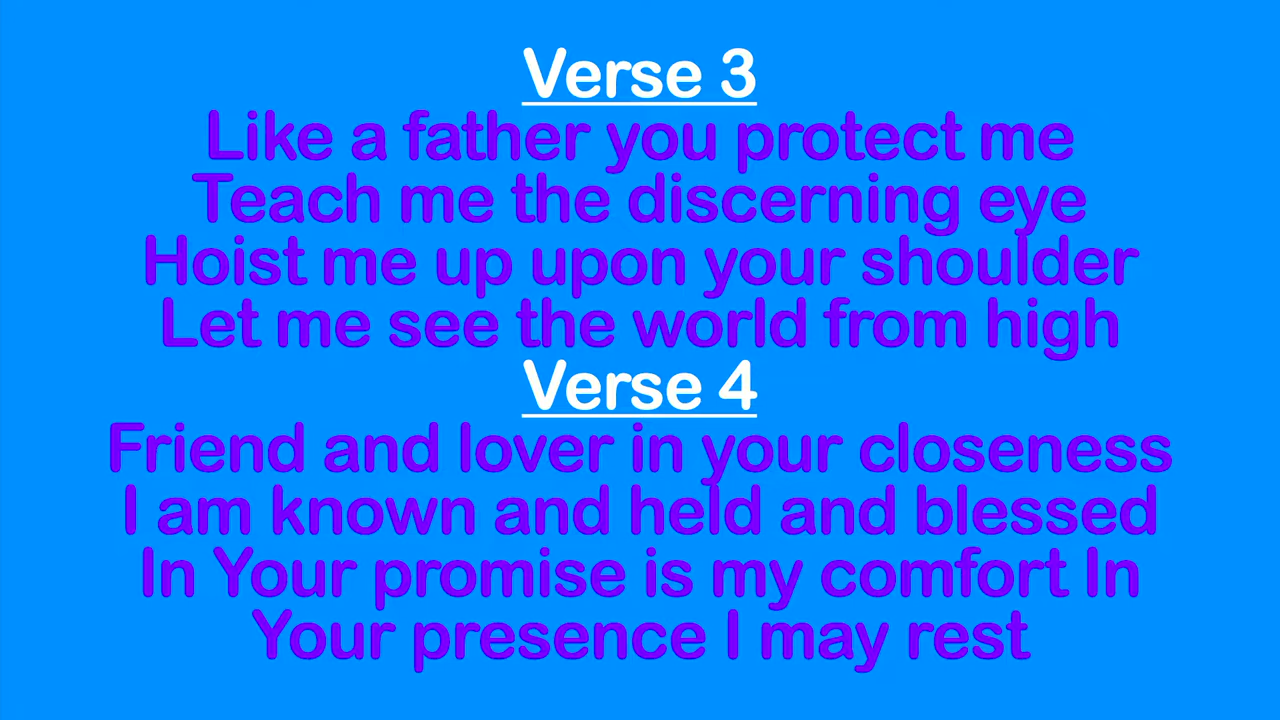 Verse 3
Like a father you protect me
Teach me the discerning eye
Hoist me up upon your shoulder
Let me see the world from high
Verse 4
Friend and lover in your closeness
I am known and held and blessed
In Your promise is my comfort In
Your presence I may rest